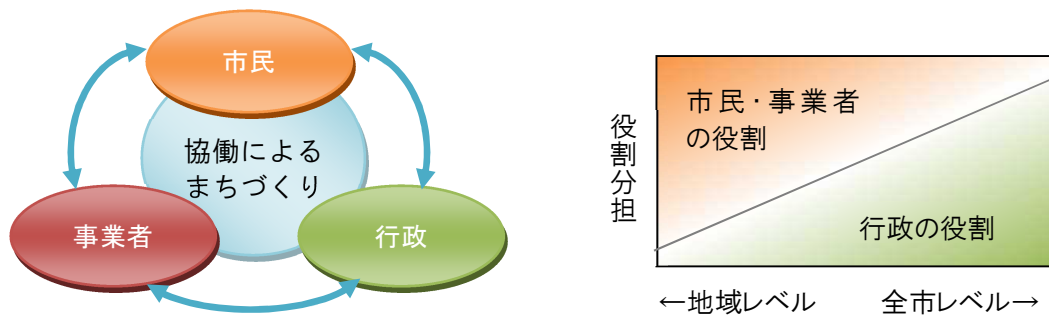 市民
協働による
まちづくり
事業者
行政
役割分担
市民・事業者
の役割
行政の役割
←地域レベル
全市レベル→